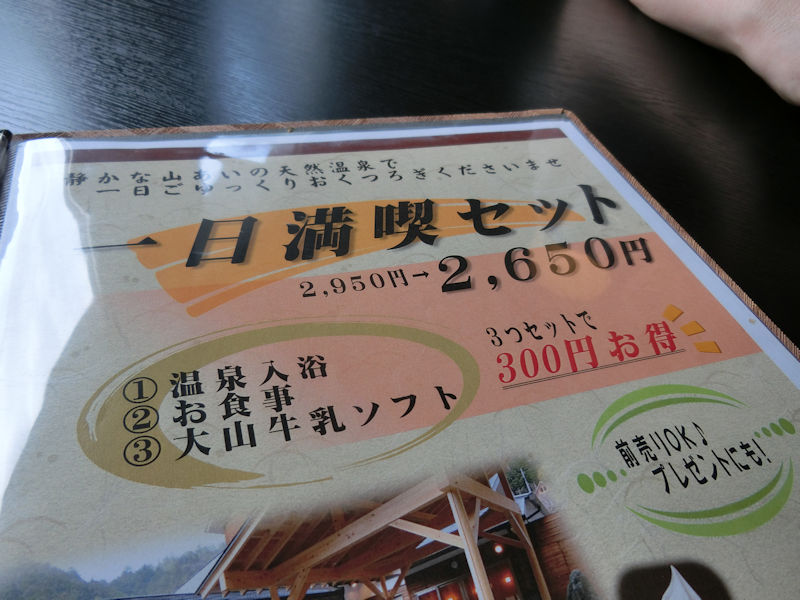 静かな山あいの天然温泉で
一日ごゆっくりおくつろぎくださいませ
一日満喫セット
2,950円→2,650円
3つセットで
300円お得
①温泉入浴
②お食事
③大山牛乳ソフト
前売りOK♪
プレゼントにも!